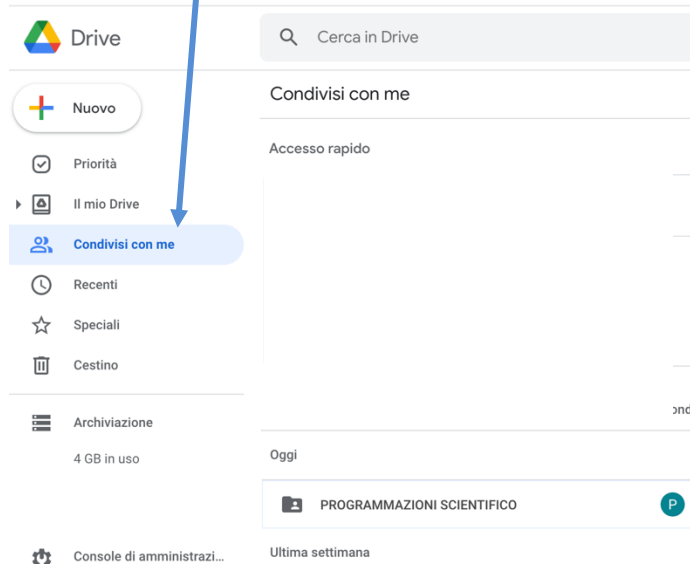 Drive
Cerca in Drive
Nuovo
Condivisi con me
Accesso rapido
Priorità
Il mio Drive
Condivisi con me
Recenti
Speciali
Cestino
Archiviazione
4 GB in uso
Oggi
PROGRAMMAZIONI SCIENTIFICO
P
Console di amministrazi...
Ultima settimana